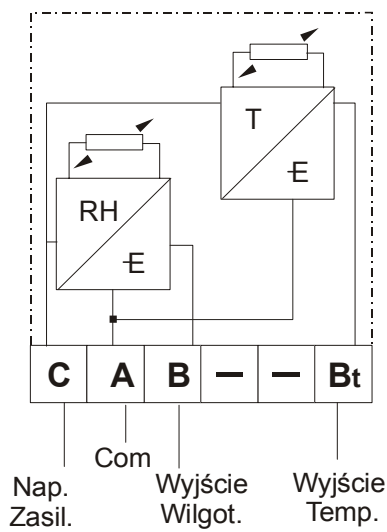 T
E
RH
E
C A B – – Bt
Com
Nap.
Zasil.
Wyjście
Wilgot.
Wyjście
Temp.